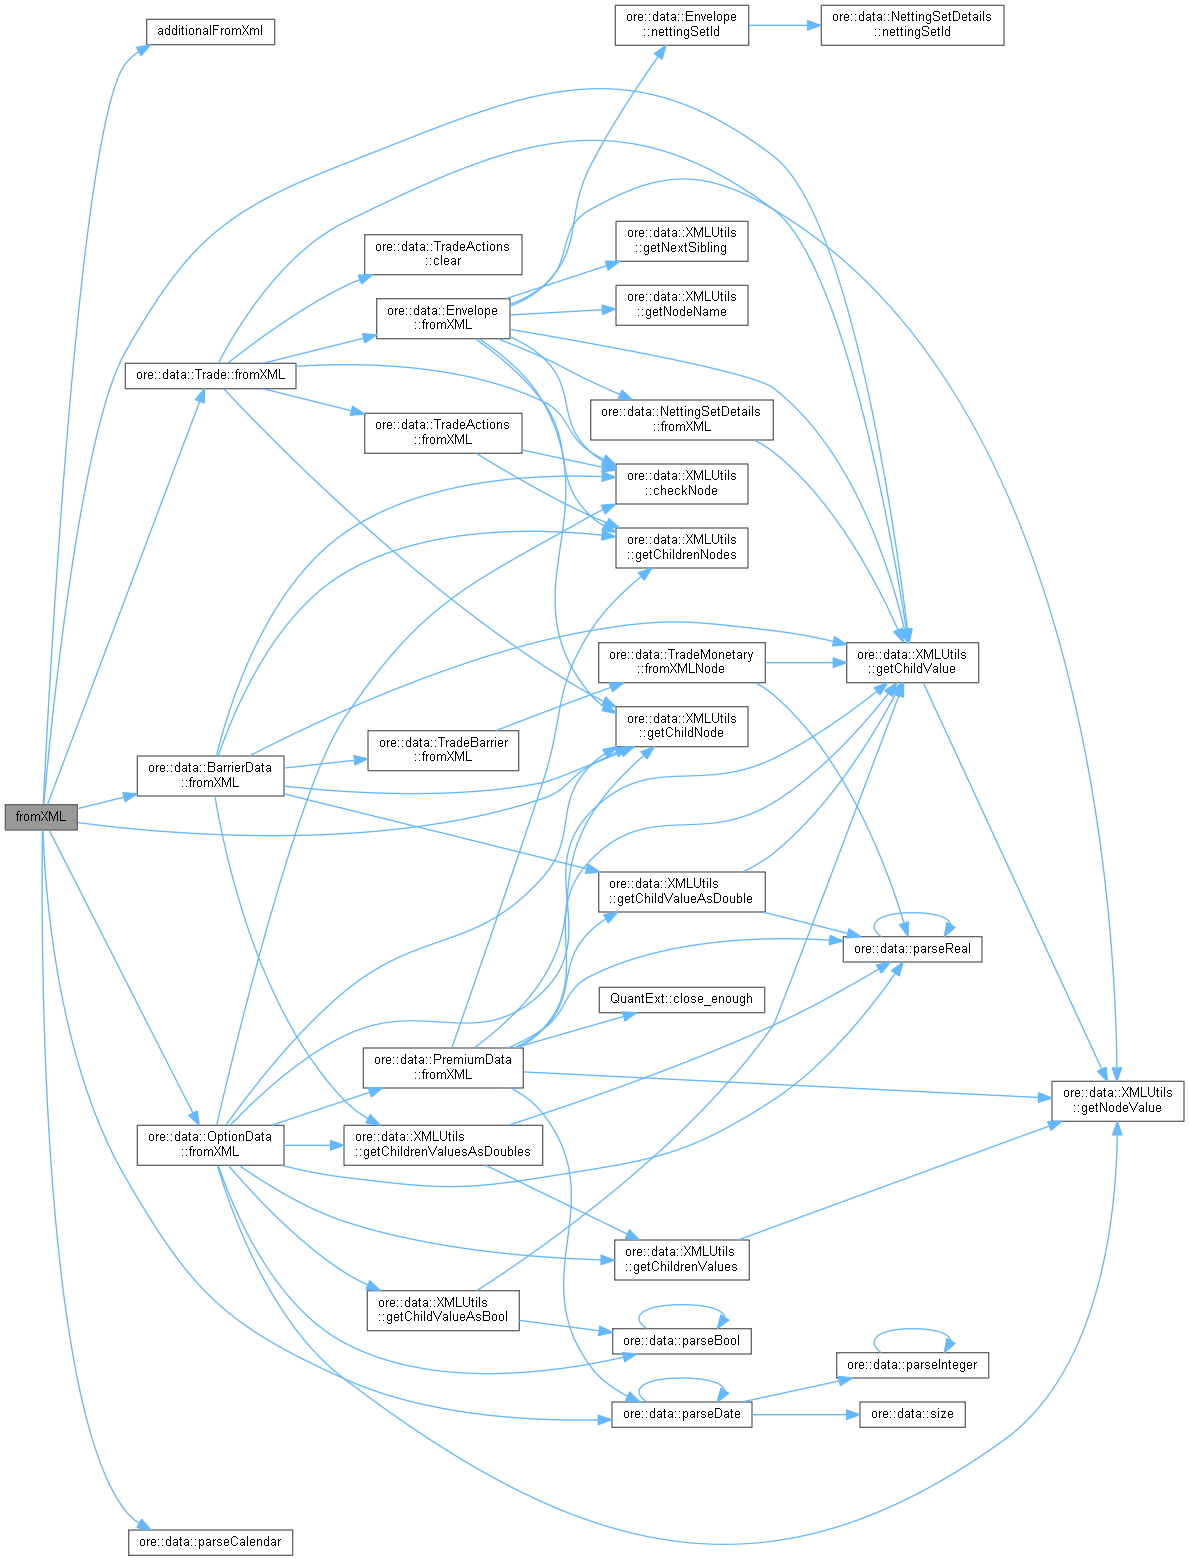 ore::data::Envelope
::nettingSetId
ore::data::NettingSetDetails
::nettingSetId
additionalFromXml
ore::data::XMLUtils
::getNextSibling
ore::data::TradeActions
::clear
ore::data::XMLUtils
::getNodeName
ore::data::Envelope
::fromXML
ore::data::Trade::fromXML
ore::data::NettingSetDetails
::fromXML
ore::data::TradeActions
::fromXML
ore::data::XMLUtils
::checkNode
ore::data::XMLUtils
::getChildrenNodes
ore::data::TradeMonetary
::fromXMLNode
ore::data::XMLUtils
::getChildValue
ore::data::XMLUtils
::getChildNode
ore::data::TradeBarrier
::fromXML
ore::data::BarrierData
::fromXML
fromXML
ore::data::XMLUtils
::getChildValueAsDouble
ore::data::parseReal
QuantExt::close_enough
ore::data::PremiumData
::fromXML
ore::data::XMLUtils
::getNodeValue
ore::data::OptionData
::fromXML
ore::data::XMLUtils
::getChildrenValuesAsDoubles
ore::data::XMLUtils
::getChildrenValues
ore::data::XMLUtils
::getChildValueAsBool
ore::data::parseBool
ore::data::parseInteger
ore::data::parseDate
ore::data::size
ore::data::parseCalendar